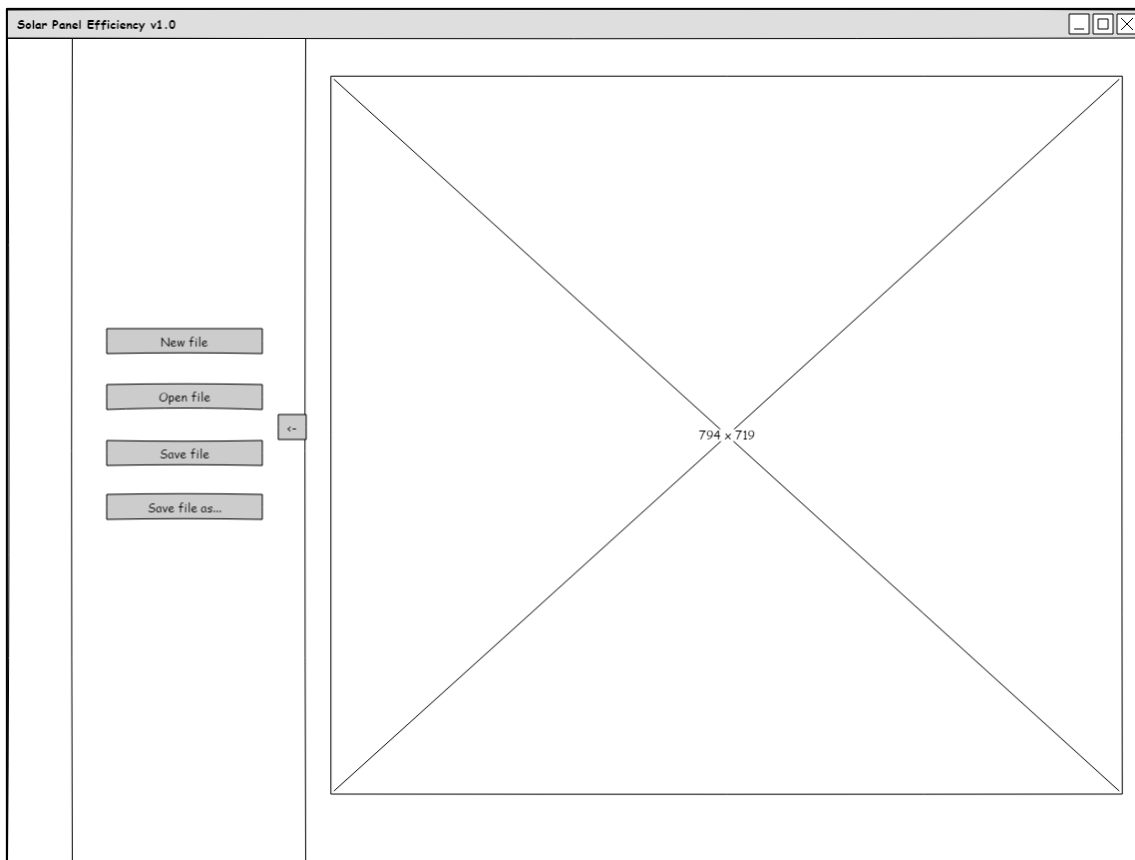 Solar Panel Efficiency v1.0
New file
Open file
<-
Save file
Save file as...
794 x 719